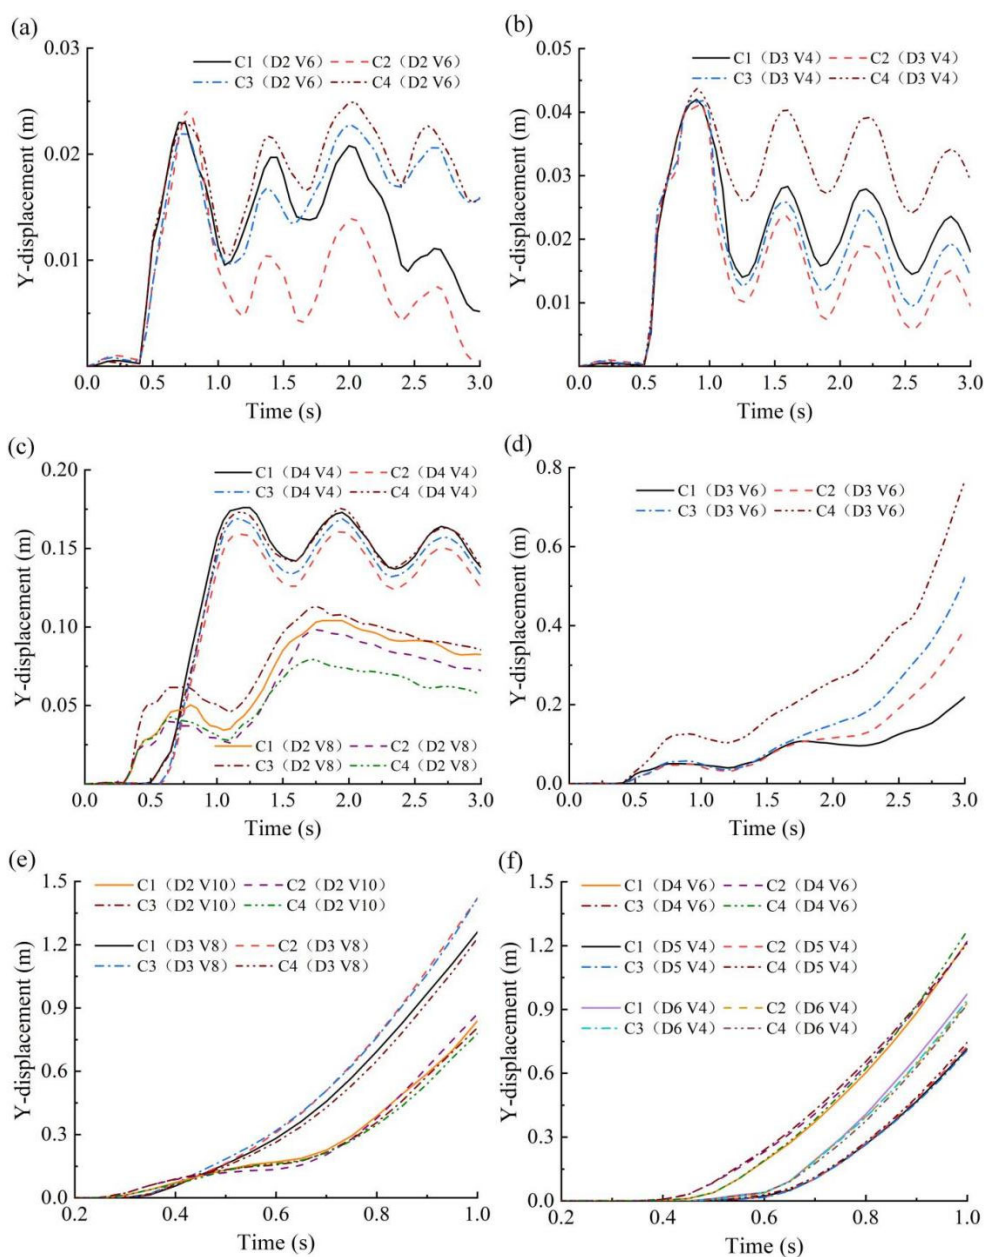 (a)
0.03
0.02
0.01
Y-displacement (m)
C1（D2 V6） C2（D2 V6）
C3（D2 V6） C4（D2 V6）
0.0 0.5 1.0 1.5 2.0 2.5 3.0
Time (s)
(b)
0.05
0.04
0.03
0.02
0.01
Y-displacement (m)
C1（D3 V4） C2（D3 V4）
C3（D3 V4） C4（D3 V4）
0.0 0.5 1.0 1.5 2.0 2.5 3.0
Time (s)
(c)
0.20
0.15
0.10
0.05
Y-displacement (m)
C1（D4 V4） C2（D4 V4）
C3（D4 V4） C4（D4 V4）
C1（D2 V8） C2（D2 V8）
C3（D2 V8） C4（D2 V8）
0.0 0.5 1.0 1.5 2.0 2.5 3.0
Time (s)
(d)
0.8
0.6
0.4
0.2
0.0
Y-displacement (m)
C1（D3 V6） C2（D3 V6）
C3（D3 V6） C4（D3 V6）
0.0 0.5 1.0 1.5 2.0 2.5 3.0
Time (s)
(e)
1.5
1.2
0.9
0.6
0.3
0.0
Y-displacement (m)
C1（D2 V10） C2（D2 V10）
C3（D2 V10） C4（D2 V10）
C1（D3 V8） C2（D3 V8）
C3（D3 V8） C4（D3 V8）
0.2 0.4 0.6 0.8 1.0
Time (s)
(f)
1.5
1.2
0.9
0.6
0.3
0.0
Y-displacement (m)
C1（D4 V6） C2（D4 V6）
C3（D4 V6） C4（D4 V6）
C1（D5 V4） C2（D5 V4）
C3（D5 V4） C4（D5 V4）
C1（D6 V4） C2（D6 V4）
C3（D6 V4） C4（D6 V4）
0.2 0.4 0.6 0.8 1.0
Time (s)